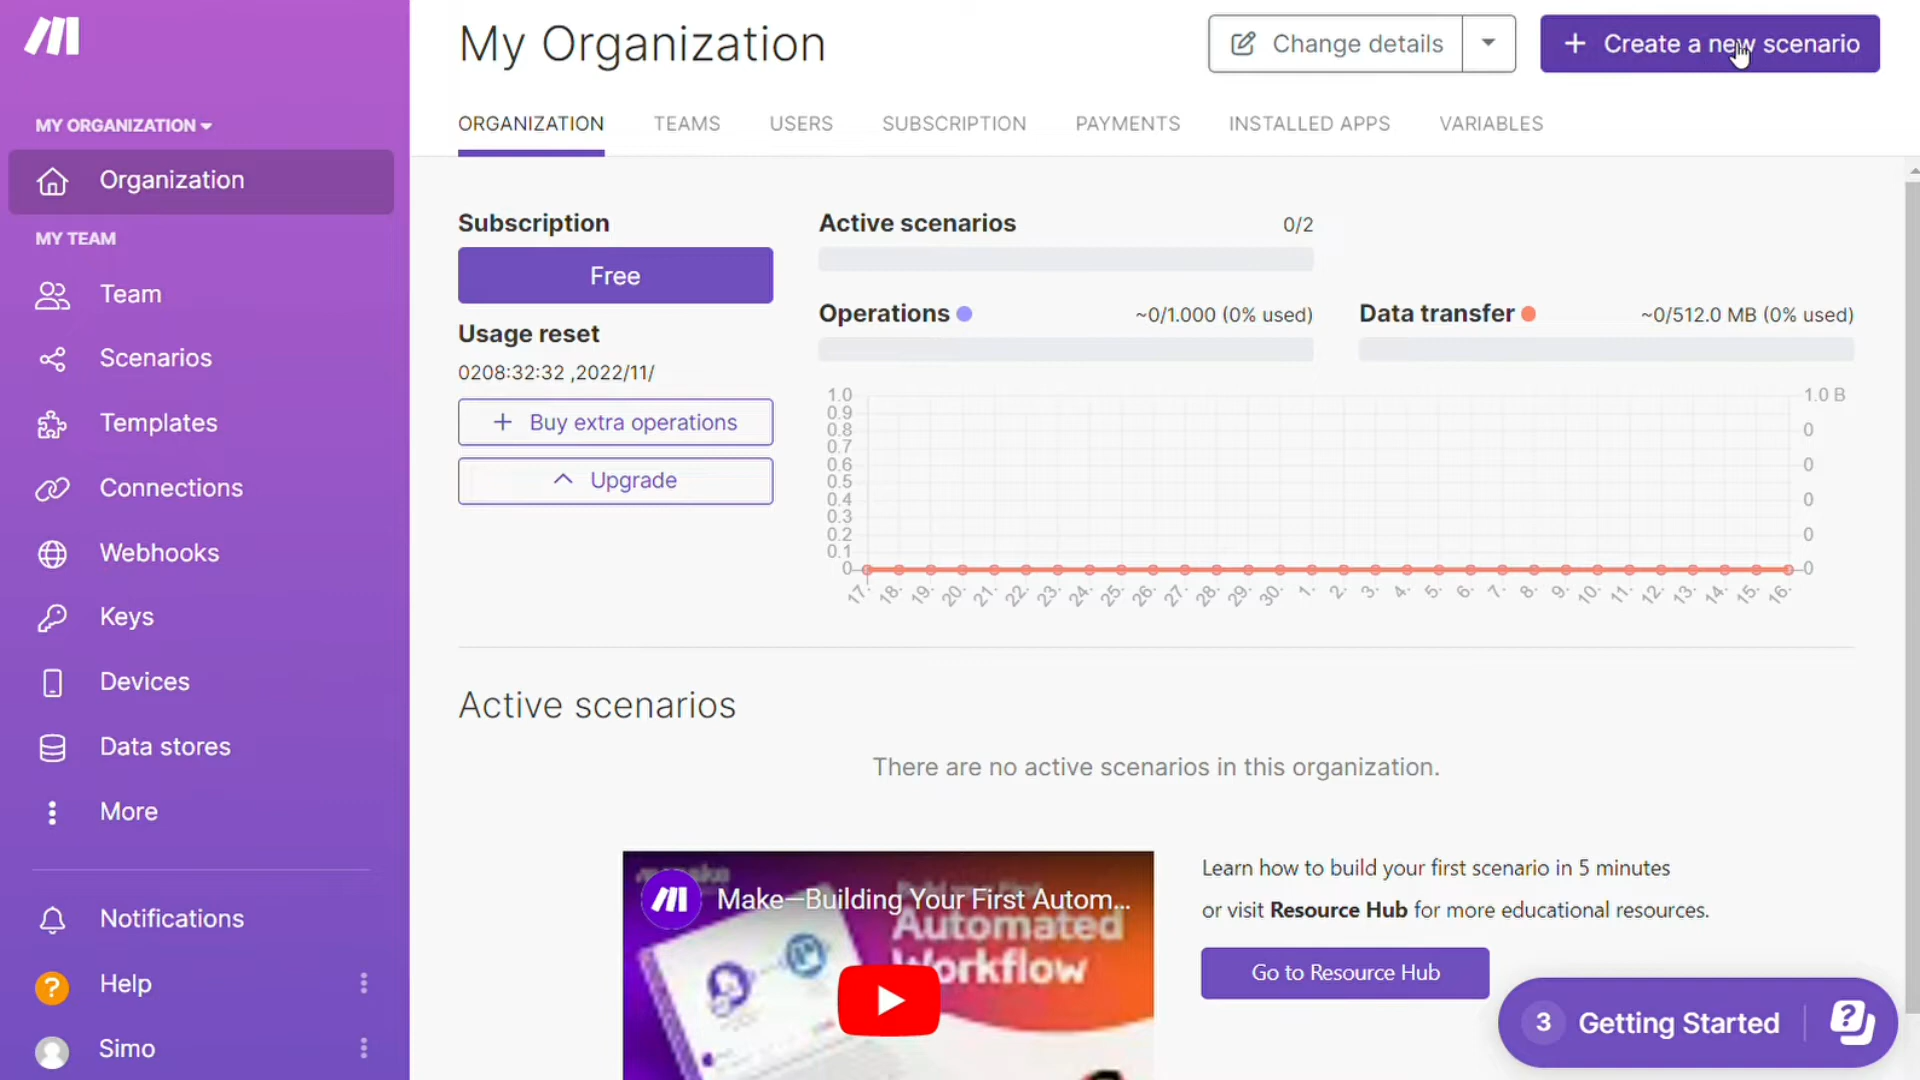 My Organization
Change details
+ Create a new scenario
MY ORGANIZATION
Organization
MY TEAM
Team
Scenarios
Templates
Connections
Webhooks
Keys
Devices
Data stores
More
Notifications
? Help
Simo
ORGANIZATION TEAMS USERS SUBSCRIPTION PAYMENTS INSTALLED APPS VARIABLES
Subscription
Free
Usage reset
0208:32:32 ,2022/11/
+ Buy extra operations
Upgrade
Active scenarios 0/2
Operations ~0/1.000 (0% used)
Data transfer ~0/512.0 MB (0% used)
1.0
0.9
0.8
0.7
0.6
0.5
0.4
0.3
0.2
0.1
0
1.0 B
0
0
0
0
0
17. 18. 19. 20. 21. 22. 23. 24. 25. 26. 27. 28. 29. 30. 1. 2. 3. 4. 5. 6. 7. 8. 9. 10. 11. 12. 13. 14. 15. 16.
Active scenarios
There are no active scenarios in this organization.
Make—Building Your First Autom...
Automated
Workflow
Learn how to build your first scenario in 5 minutes
or visit Resource Hub for more educational resources.
Go to Resource Hub
3 Getting Started ?